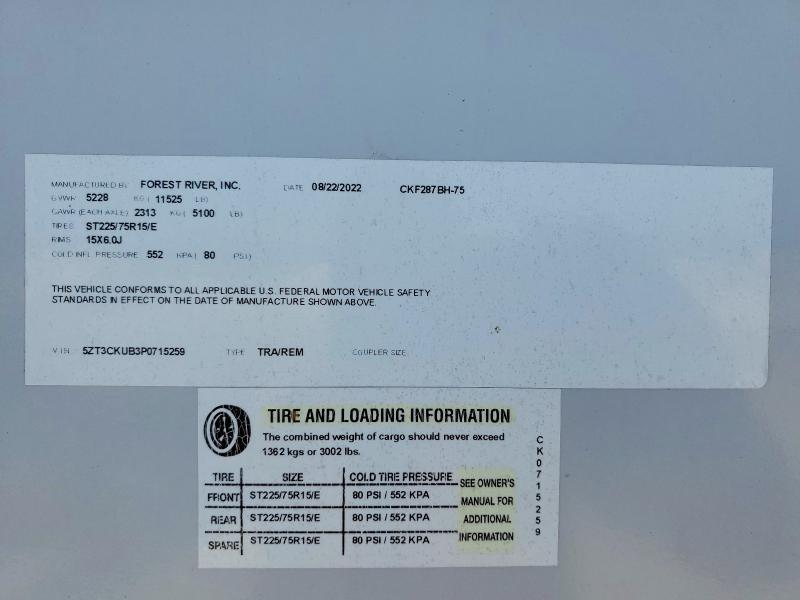 MANUFACTURED BY FOREST RIVER, INC. DATE 08/22/2022 CKF287BH-75
GVWR 5228 KG ( 11525 LB)
GAWR (EACH AXLE) 2313 KG ( 5100 LB)
TIRES ST225/75R15/E
RIMS 15X6.0J
COLD INFL. PRESSURE 552 KPA ( 80 PSI)
THIS VEHICLE CONFORMS TO ALL APPLICABLE U.S. FEDERAL MOTOR VEHICLE SAFETY
STANDARDS IN EFFECT ON THE DATE OF MANUFACTURE SHOWN ABOVE.
V.I.N. 5ZT3CKUB3P0715259 TYPE TRA/REM COUPLER SIZE
TIRE AND LOADING INFORMATION
The combined weight of cargo should never exceed
1362 kgs or 3002 lbs.
TIRE SIZE COLD TIRE PRESSURE
FRONT ST225/75R15/E 80 PSI / 552 KPA
REAR ST225/75R15/E 80 PSI / 552 KPA
SPARE ST225/75R15/E 80 PSI / 552 KPA
SEE OWNER'S
MANUAL FOR
ADDITIONAL
INFORMATION
CK0715259